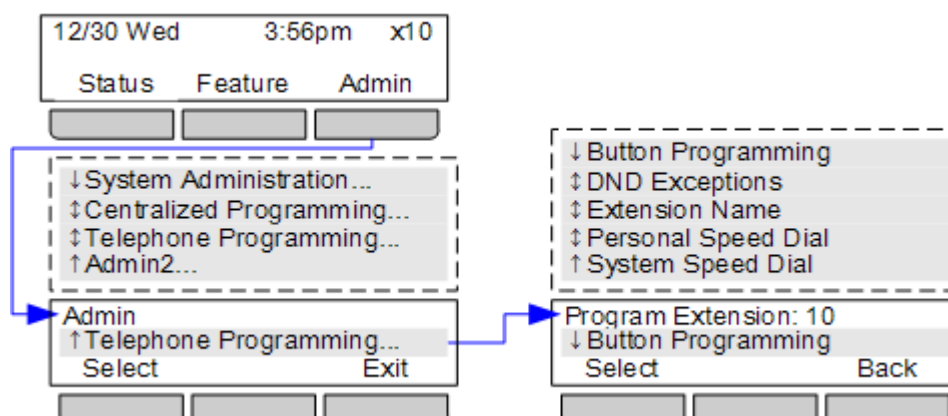 12/30 Wed 3:56pm x10
Status Feature Admin
↓System Administration...
↕Centralized Programming...
↕Telephone Programming...
↑Admin2...
Admin
↑Telephone Programming...
Select Exit
↓Button Programming
↕DND Exceptions
↕Extension Name
↕Personal Speed Dial
↑System Speed Dial
Program Extension: 10
↓Button Programming
Select Back